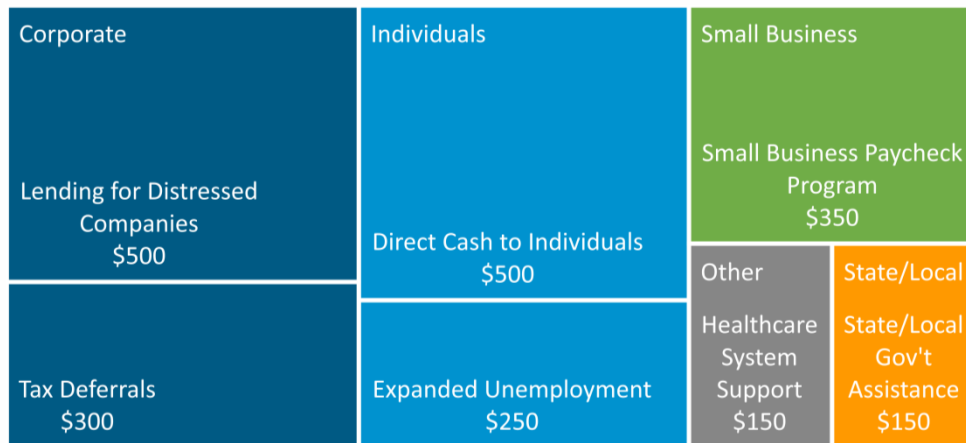 Corporate
Lending for Distressed
Companies
$500
Tax Deferrals
$300
Individuals
Direct Cash to Individuals
$500
Expanded Unemployment
$250
Small Business
Small Business Paycheck
Program
$350
Other
Healthcare
System
Support
$150
State/Local
State/Local
Gov't
Assistance
$150